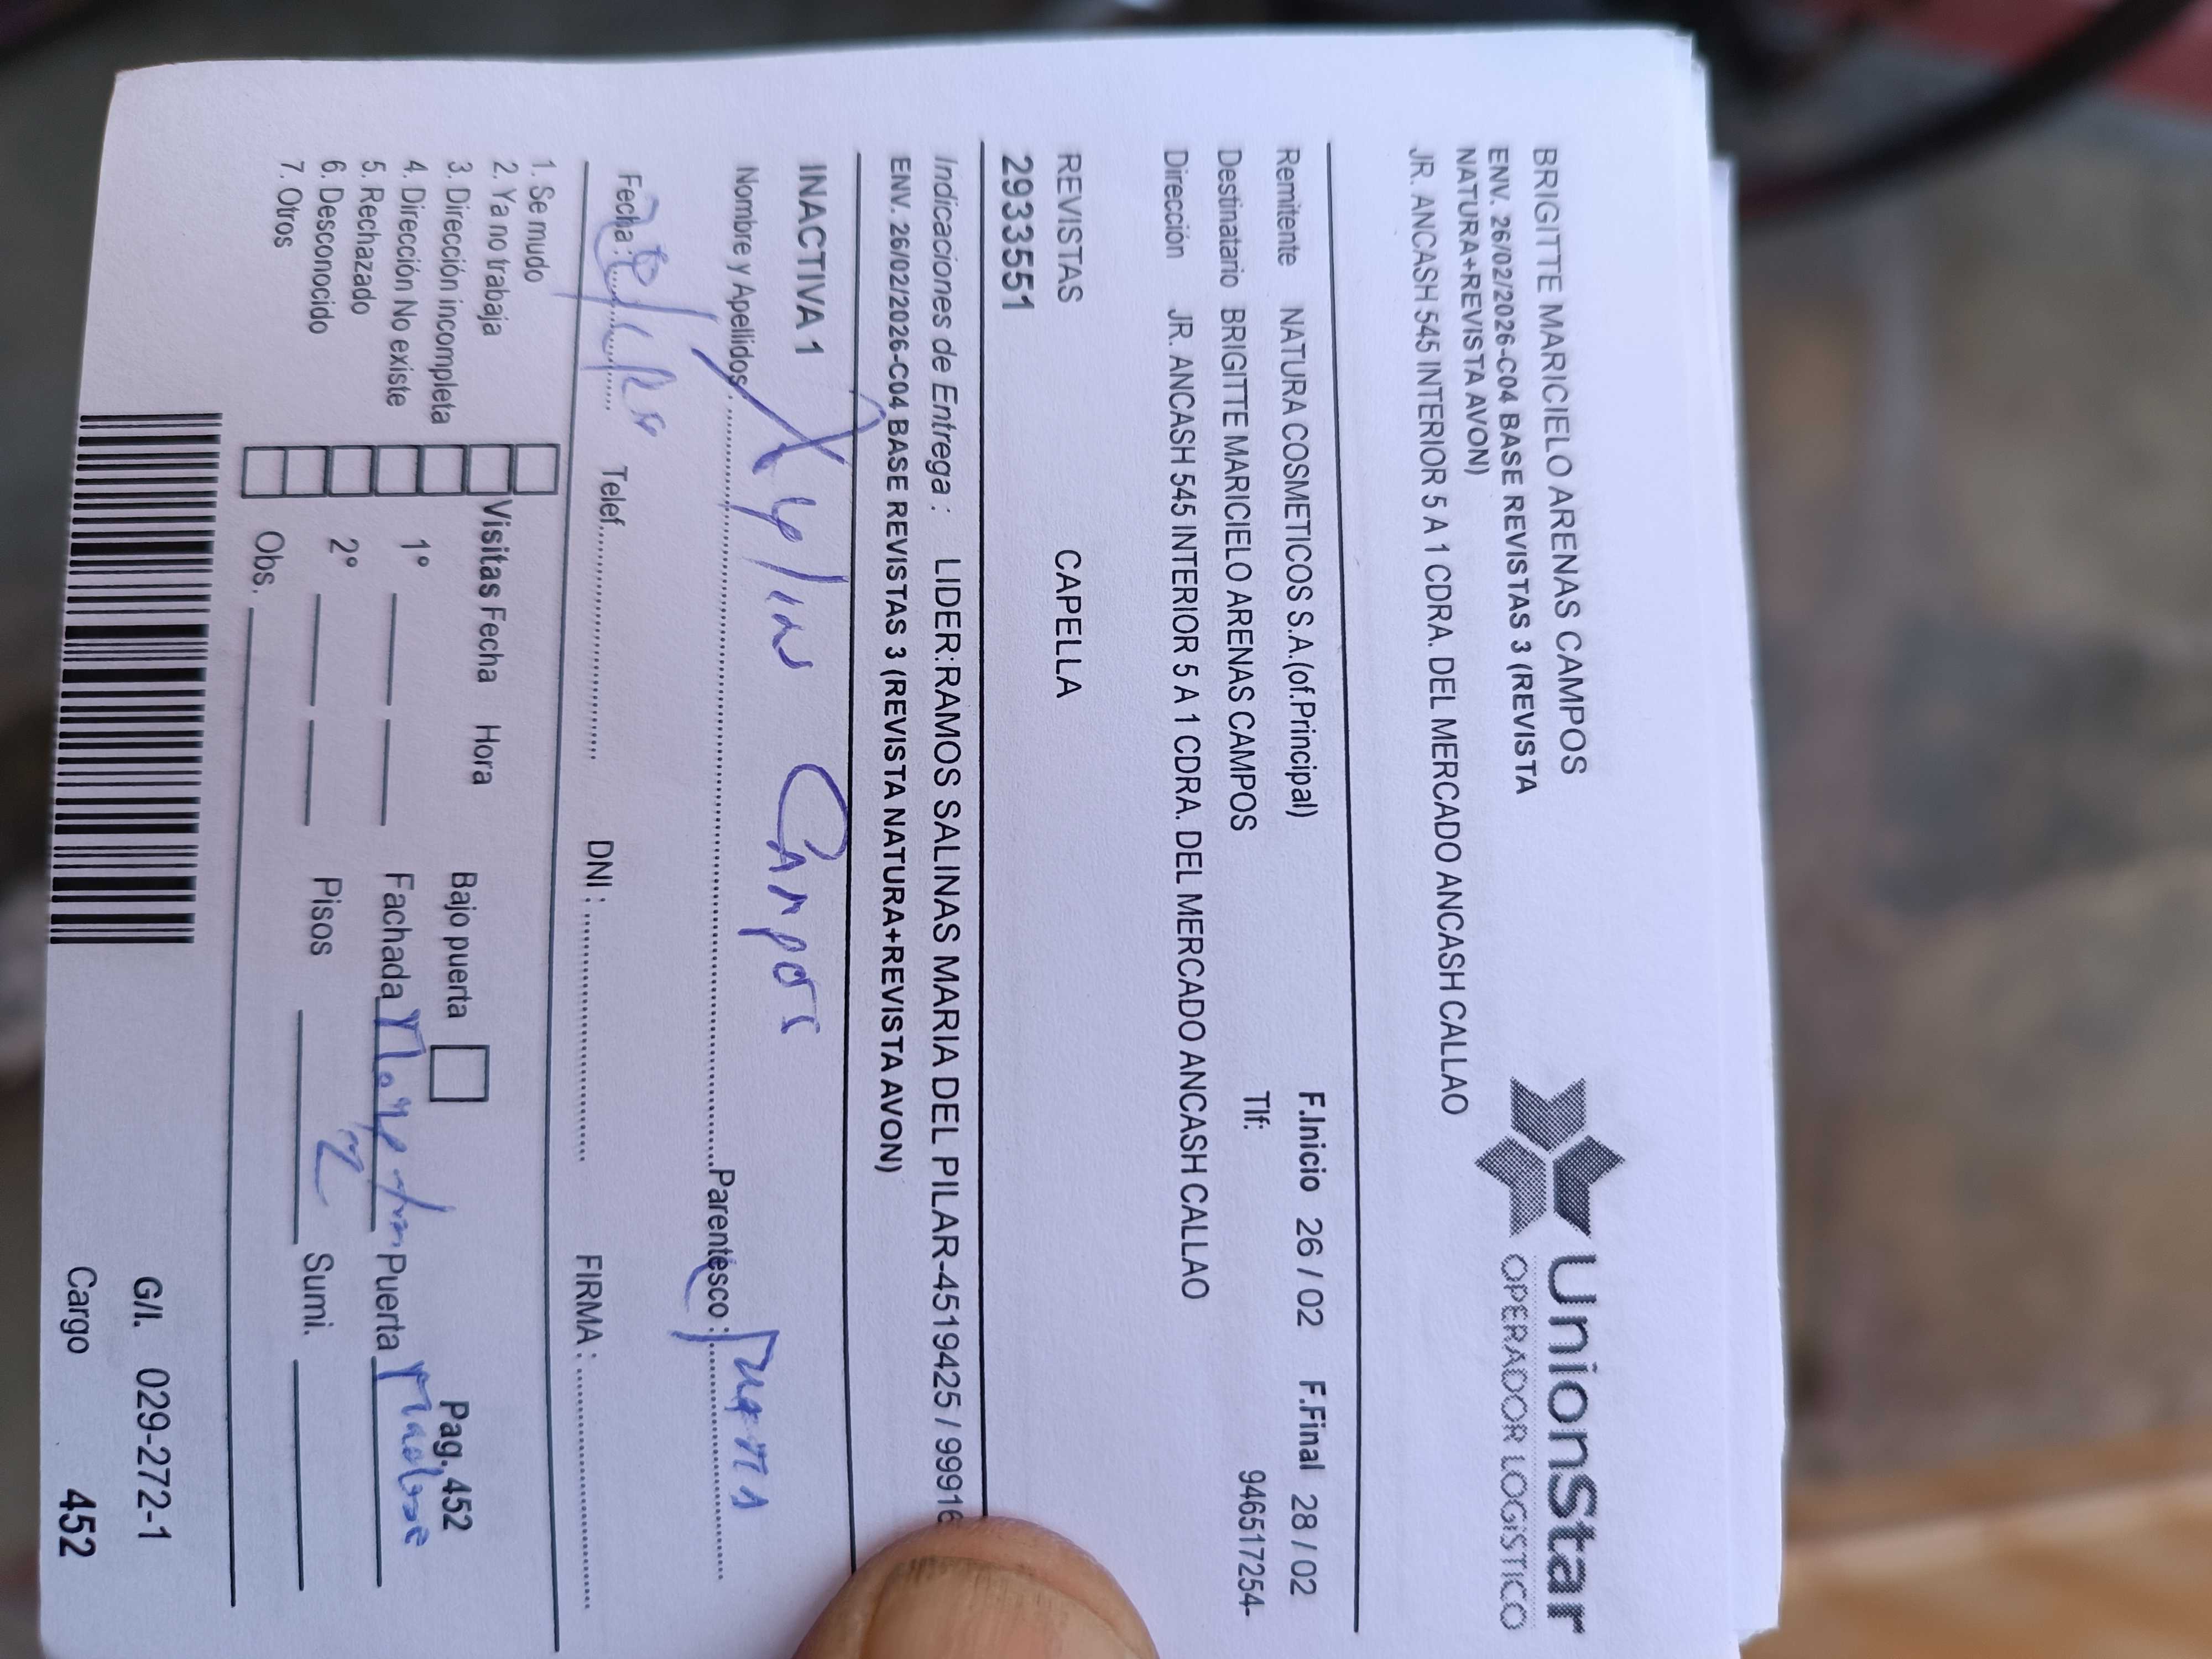 BRIGITTE MARICIELO ARENAS CAMPOS
ENV. 26/02/2026-C04 BASE REVISTAS 3 (REVISTA
NATURA+REVISTA AVON)
JR. ANCASH 545 INTERIOR 5 A 1 CDRA. DEL MERCADO ANCASH CALLAO
UnionStar
OPERADOR LOGíSTICO
Remitente NATURA COSMETICOS S.A.(of.Principal) F.Inicio 26 / 02 F.Final 28 / 02
Destinatario BRIGITTE MARICIELO ARENAS CAMPOS Tlf: 946517254-
Dirección JR. ANCASH 545 INTERIOR 5 A 1 CDRA. DEL MERCADO ANCASH CALLAO
REVISTAS CAPELLA
2933551
Indicaciones de Entrega : LIDER:RAMOS SALINAS MARIA DEL PILAR-4519425 / 99916
ENV. 26/02/2026-C04 BASE REVISTAS 3 (REVISTA NATURA+REVISTA AVON)
INACTIVA 1
Campos
Nombre y Apellidos Parentesco :
Fecha : Telef. DNI : FIRMA :
1. Se mudo
2. Ya no trabaja
3. Dirección incompleta
4. Dirección No existe
5. Rechazado
6. Desconocido
7. Otros
Visitas Fecha Hora
1º
2º
Obs.
Bajo puerta Pag. 452
Fachada Puerta
Pisos 2 Sumi.
G/I. 029-272-1
Cargo 452